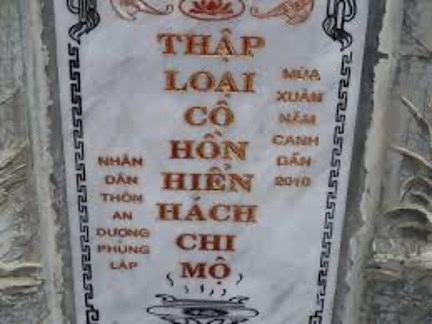 THẬP
LOẠI
CÔ
HỒN
HIỂN
HÁCH
CHI
MỘ
MÙA
XUÂN
NĂM
CANH
DẦN
2010
NHÂN
DÂN
THÔN
AN
DƯƠNG
PHỤNG
LẬP